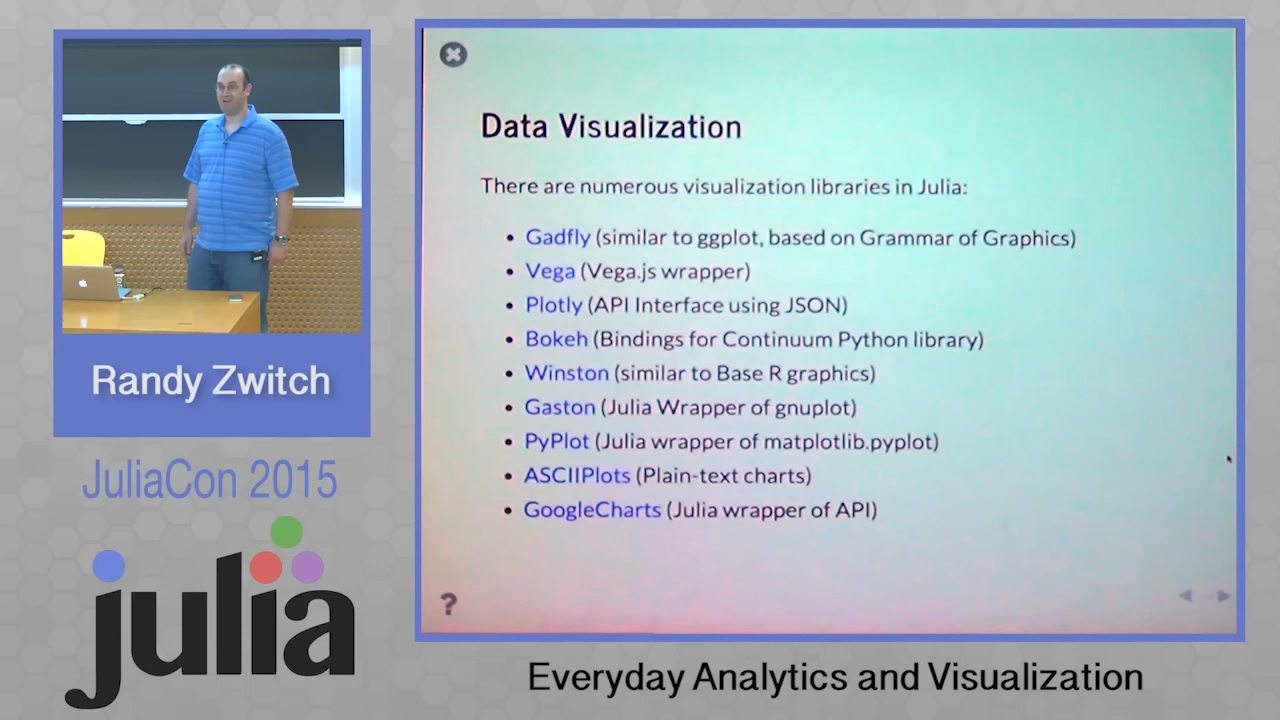 Data Visualization
There are numerous visualization libraries in Julia:
• Gadfly (similar to ggplot, based on Grammar of Graphics)
• Vega (Vega.js wrapper)
• Plotly (API Interface using JSON)
• Bokeh (Bindings for Continuum Python library)
• Winston (similar to Base R graphics)
• Gaston (Julia Wrapper of gnuplot)
• PyPlot (Julia wrapper of matplotlib.pyplot)
• ASCIIPlots (Plain-text charts)
• GoogleCharts (Julia wrapper of API)
?
Randy Zwitch
JuliaCon 2015
julia
Everyday Analytics and Visualization